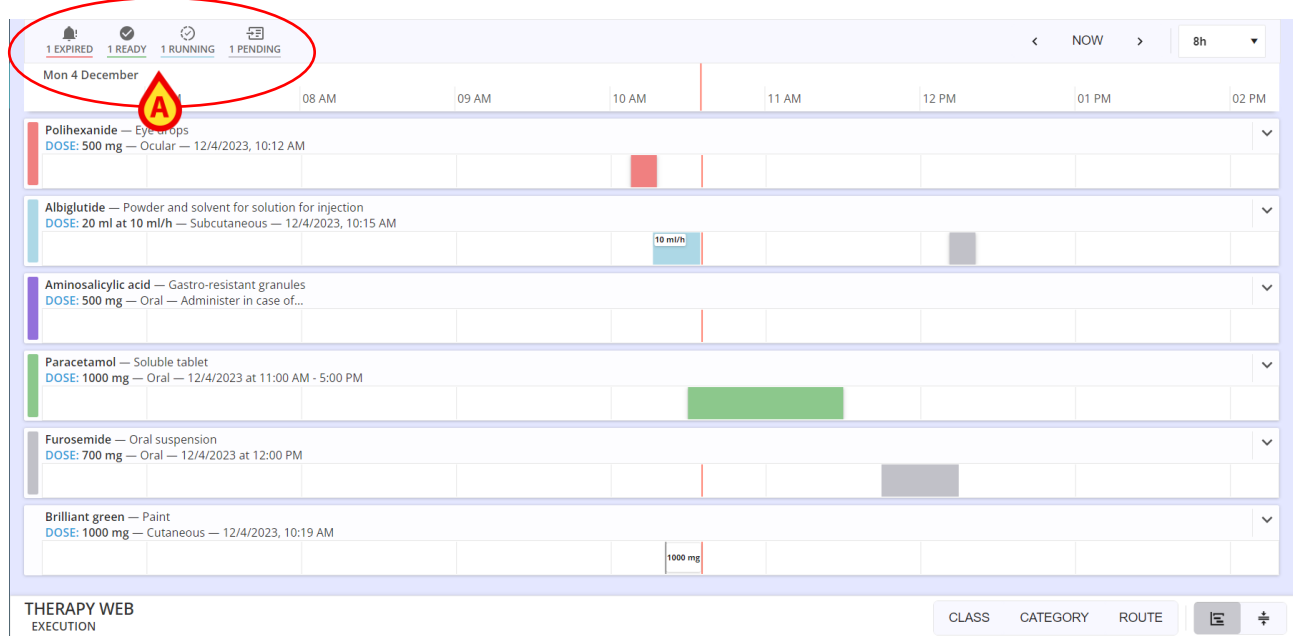 1 EXPIRED 1 READY 1 RUNNING 1 PENDING
NOW
8h
Mon 4 December
A
08 AM 09 AM 10 AM 11 AM 12 PM 01 PM 02 PM
Polihexanide — Eye drops
DOSE: 500 mg — Ocular — 12/4/2023, 10:12 AM
Albiglutide — Powder and solvent for solution for injection
DOSE: 20 ml at 10 ml/h — Subcutaneous — 12/4/2023, 10:15 AM
10 ml/h
Aminosalicylic acid — Gastro-resistant granules
DOSE: 500 mg — Oral — Administer in case of...
Paracetamol — Soluble tablet
DOSE: 1000 mg — Oral — 12/4/2023 at 11:00 AM - 5:00 PM
Furosemide — Oral suspension
DOSE: 700 mg — Oral — 12/4/2023 at 12:00 PM
Brilliant green — Paint
DOSE: 1000 mg — Cutaneous — 12/4/2023, 10:19 AM
1000 mg
THERAPY WEB
EXECUTION
CLASS CATEGORY ROUTE